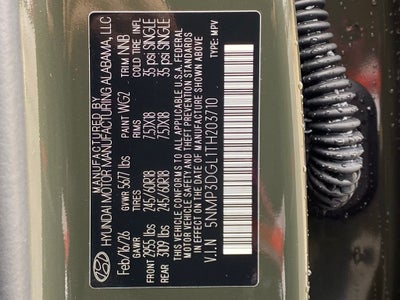 MANUFACTURED BY
HYUNDAI MOTOR MANUFACTURING ALABAMA, LLC
Feb/16/26 GVWR 5677 lbs PAINT WG2 TRIM NNB
GAWR TIRES RIMS COLD TIRE INFL
FRONT 2955 lbs 245/60R18 7.5JX18 35 psi SINGLE
REAR 3109 lbs 245/60R18 7.5JX18 35 psi SINGLE
THIS VEHICLE CONFORMS TO ALL APPLICABLE U.S.A. FEDERAL
MOTOR VEHICLE SAFETY, BUMPER, AND THEFT PREVENTION
STANDARDS IN EFFECT ON THE DATE OF MANUFACTURE SHOWN ABOVE
V.I.N 5NMP3DGL1TH203710 TYPE: MPV